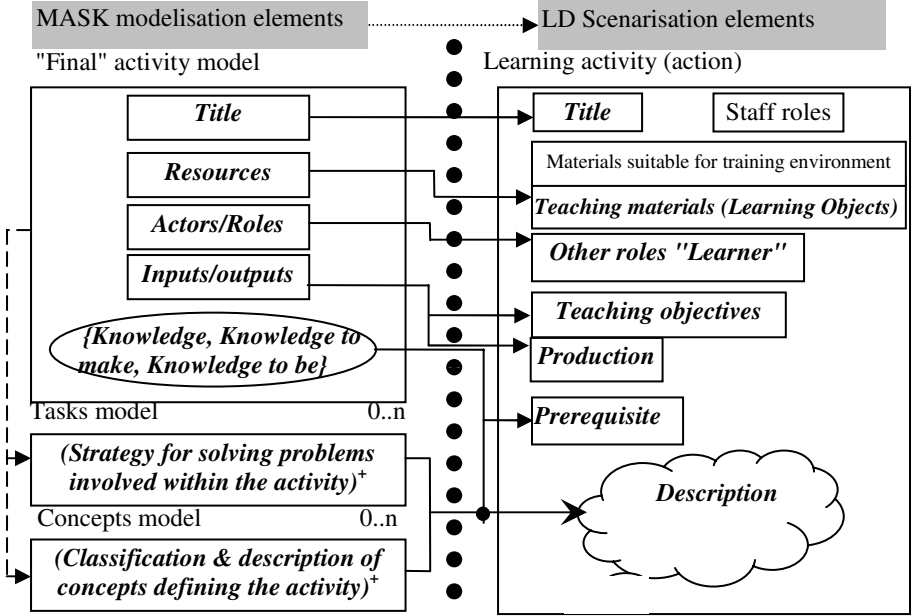 MASK modelisation elements
LD Scenarisation elements
"Final" activity model
Learning activity (action)
Title
Resources
Actors/Roles
Inputs/outputs
{Knowledge, Knowledge to
make, Knowledge to be}
Tasks model 0..n
(Strategy for solving problems
involved within the activity)+
Concepts model 0..n
(Classification & description of
concepts defining the activity)+
Title
Staff roles
Materials suitable for training environment
Teaching materials (Learning Objects)
Other roles "Learner"
Teaching objectives
Production
Prerequisite
Description